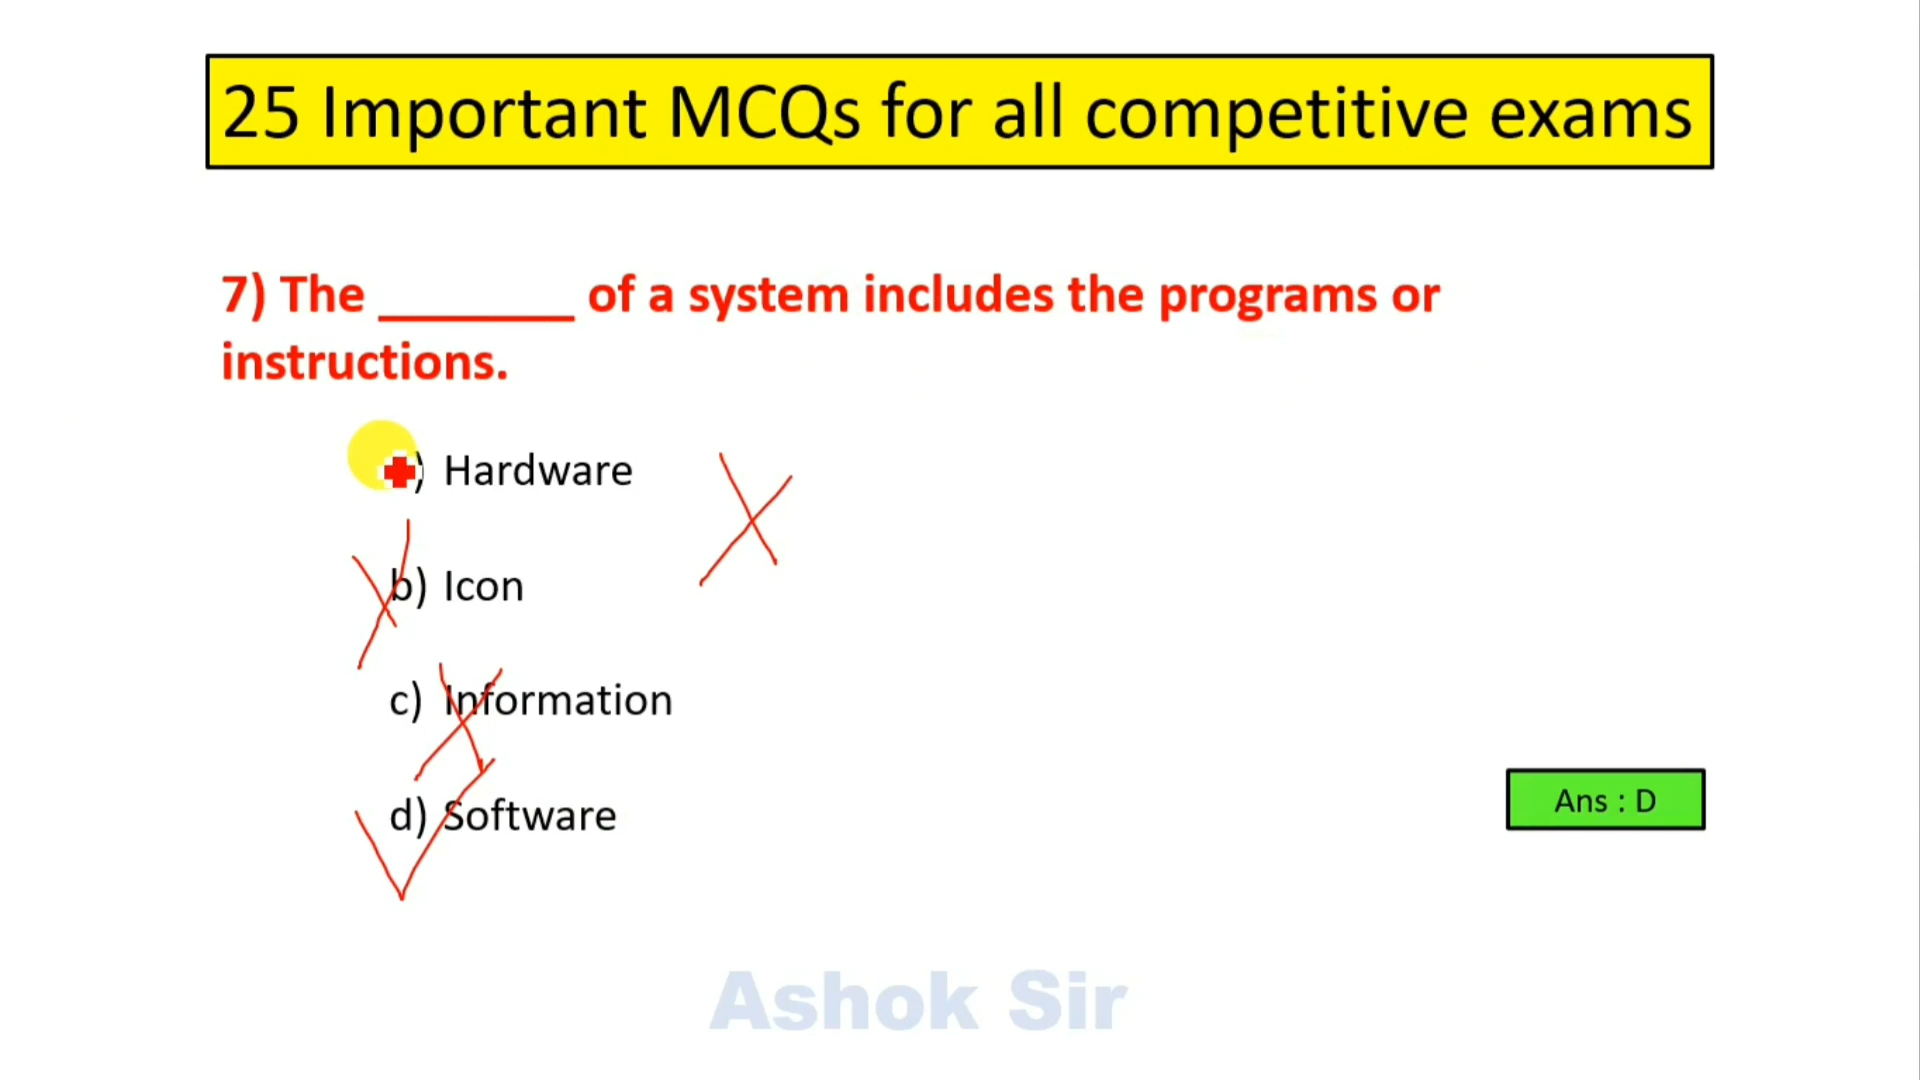 25 Important MCQs for all competitive exams
7) The ________ of a system includes the programs or
instructions.
) Hardware
b) Icon
c) Information
d) Software
Ans : D
Ashok Sir